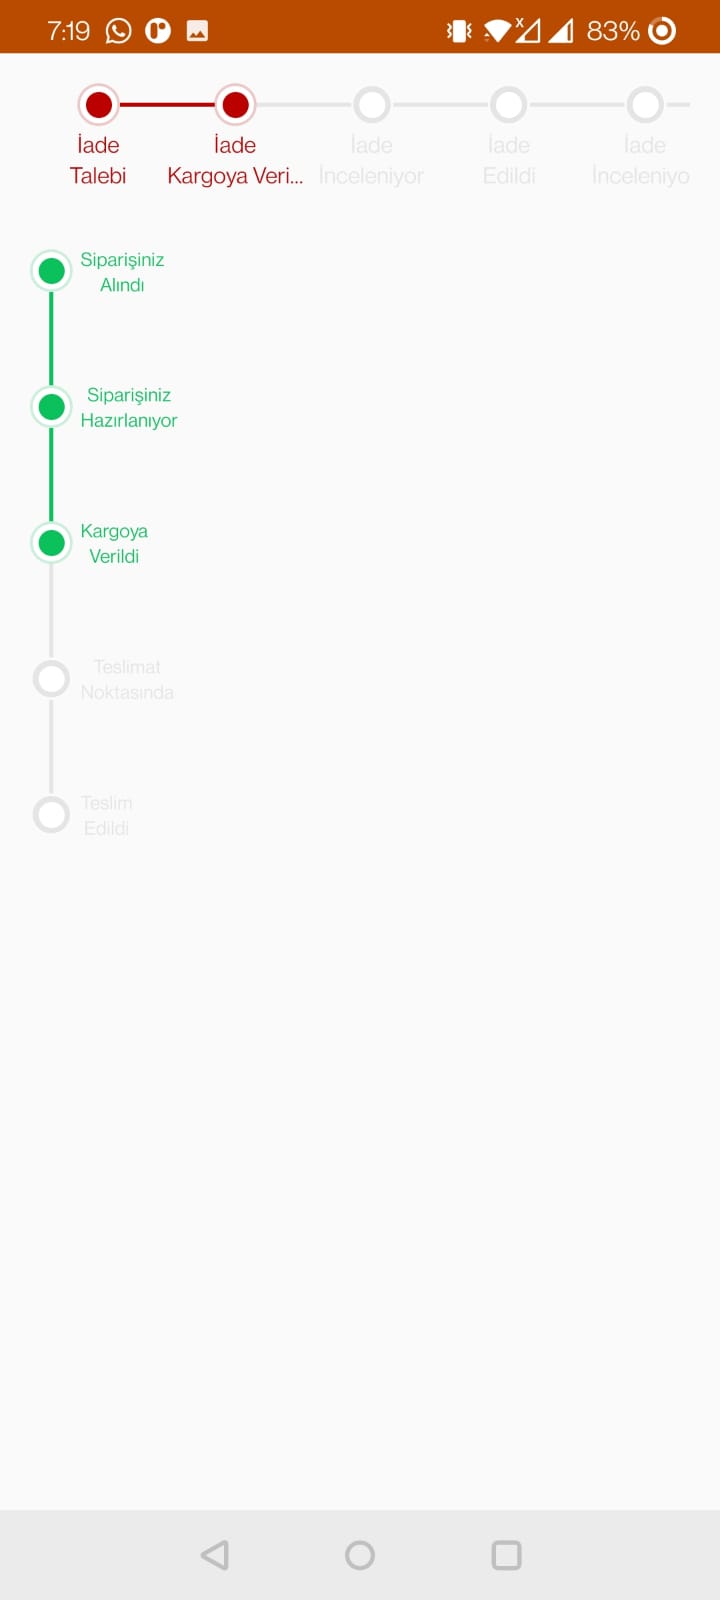 7:19
83%
İade
Talebi
İade
Kargoya Veri...
İade
İnceleniyor
İade
Edildi
İade
İnceleniyo
Siparişiniz
Alındı
Siparişiniz
Hazırlanıyor
Kargoya
Verildi
Teslimat
Noktasında
Teslim
Edildi